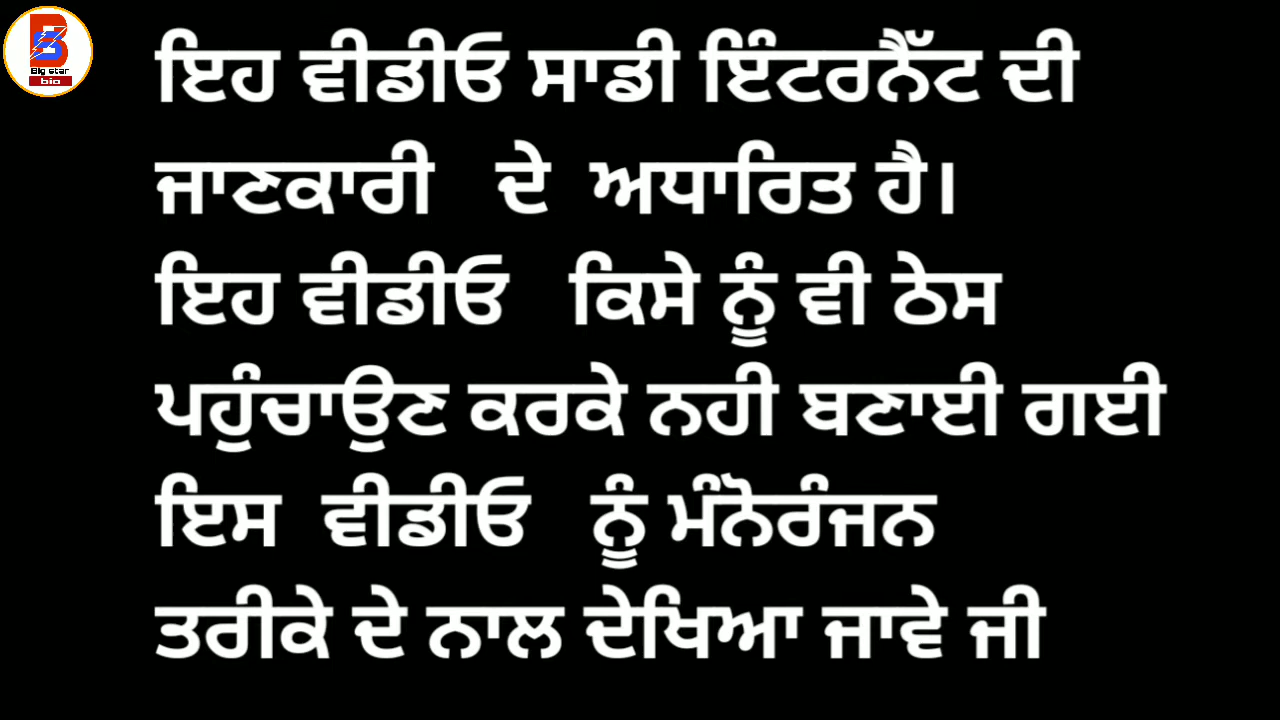 Big star
bio
ਇਹ ਵੀਡੀਓ ਸਾਡੀ ਇੰਟਰਨੈੱਟ ਦੀ
ਜਾਣਕਾਰੀ ਦੇ ਅਧਾਰਿਤ ਹੈ।
ਇਹ ਵੀਡੀਓ ਕਿਸੇ ਨੂੰ ਵੀ ਠੇਸ
ਪਹੁੰਚਾਉਣ ਕਰਕੇ ਨਹੀ ਬਣਾਈ ਗਈ
ਇਸ ਵੀਡੀਓ ਨੂੰ ਮੰਨੋਰੰਜਨ
ਤਰੀਕੇ ਦੇ ਨਾਲ ਦੇਖਿਆ ਜਾਵੇ ਜੀ